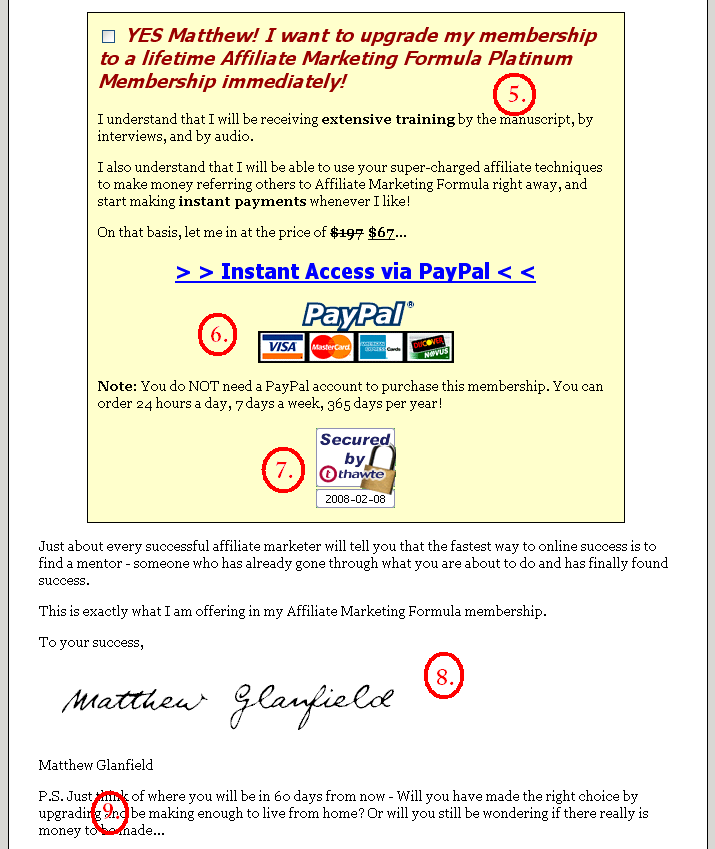 YES Matthew! I want to upgrade my membership
to a lifetime Affiliate Marketing Formula Platinum
Membership immediately!
5.
I understand that I will be receiving extensive training by the manuscript, by
interviews, and by audio.
I also understand that I will be able to use your super-charged affiliate techniques
to make money referring others to Affiliate Marketing Formula right away, and
start making instant payments whenever I like!
On that basis, let me in at the price of $197 $67...
> > Instant Access via PayPal < <
PayPal®
6.
VISA MasterCard AMERICAN EXPRESS Cards DISCOVER NOVUS
Note: You do NOT need a PayPal account to purchase this membership. You can
order 24 hours a day, 7 days a week, 365 days per year!
Secured
by
7.
thawte
2008-02-08
Just about every successful affiliate marketer will tell you that the fastest way to online success is to
find a mentor - someone who has already gone through what you are about to do and has finally found
success.
This is exactly what I am offering in my Affiliate Marketing Formula membership.
To your success,
8.
Matthew Glanfield
Matthew Glanfield
P.S. Just think of where you will be in 60 days from now - Will you have made the right choice by
9.
upgrading and be making enough to live from home? Or will you still be wondering if there really is
money to be made...